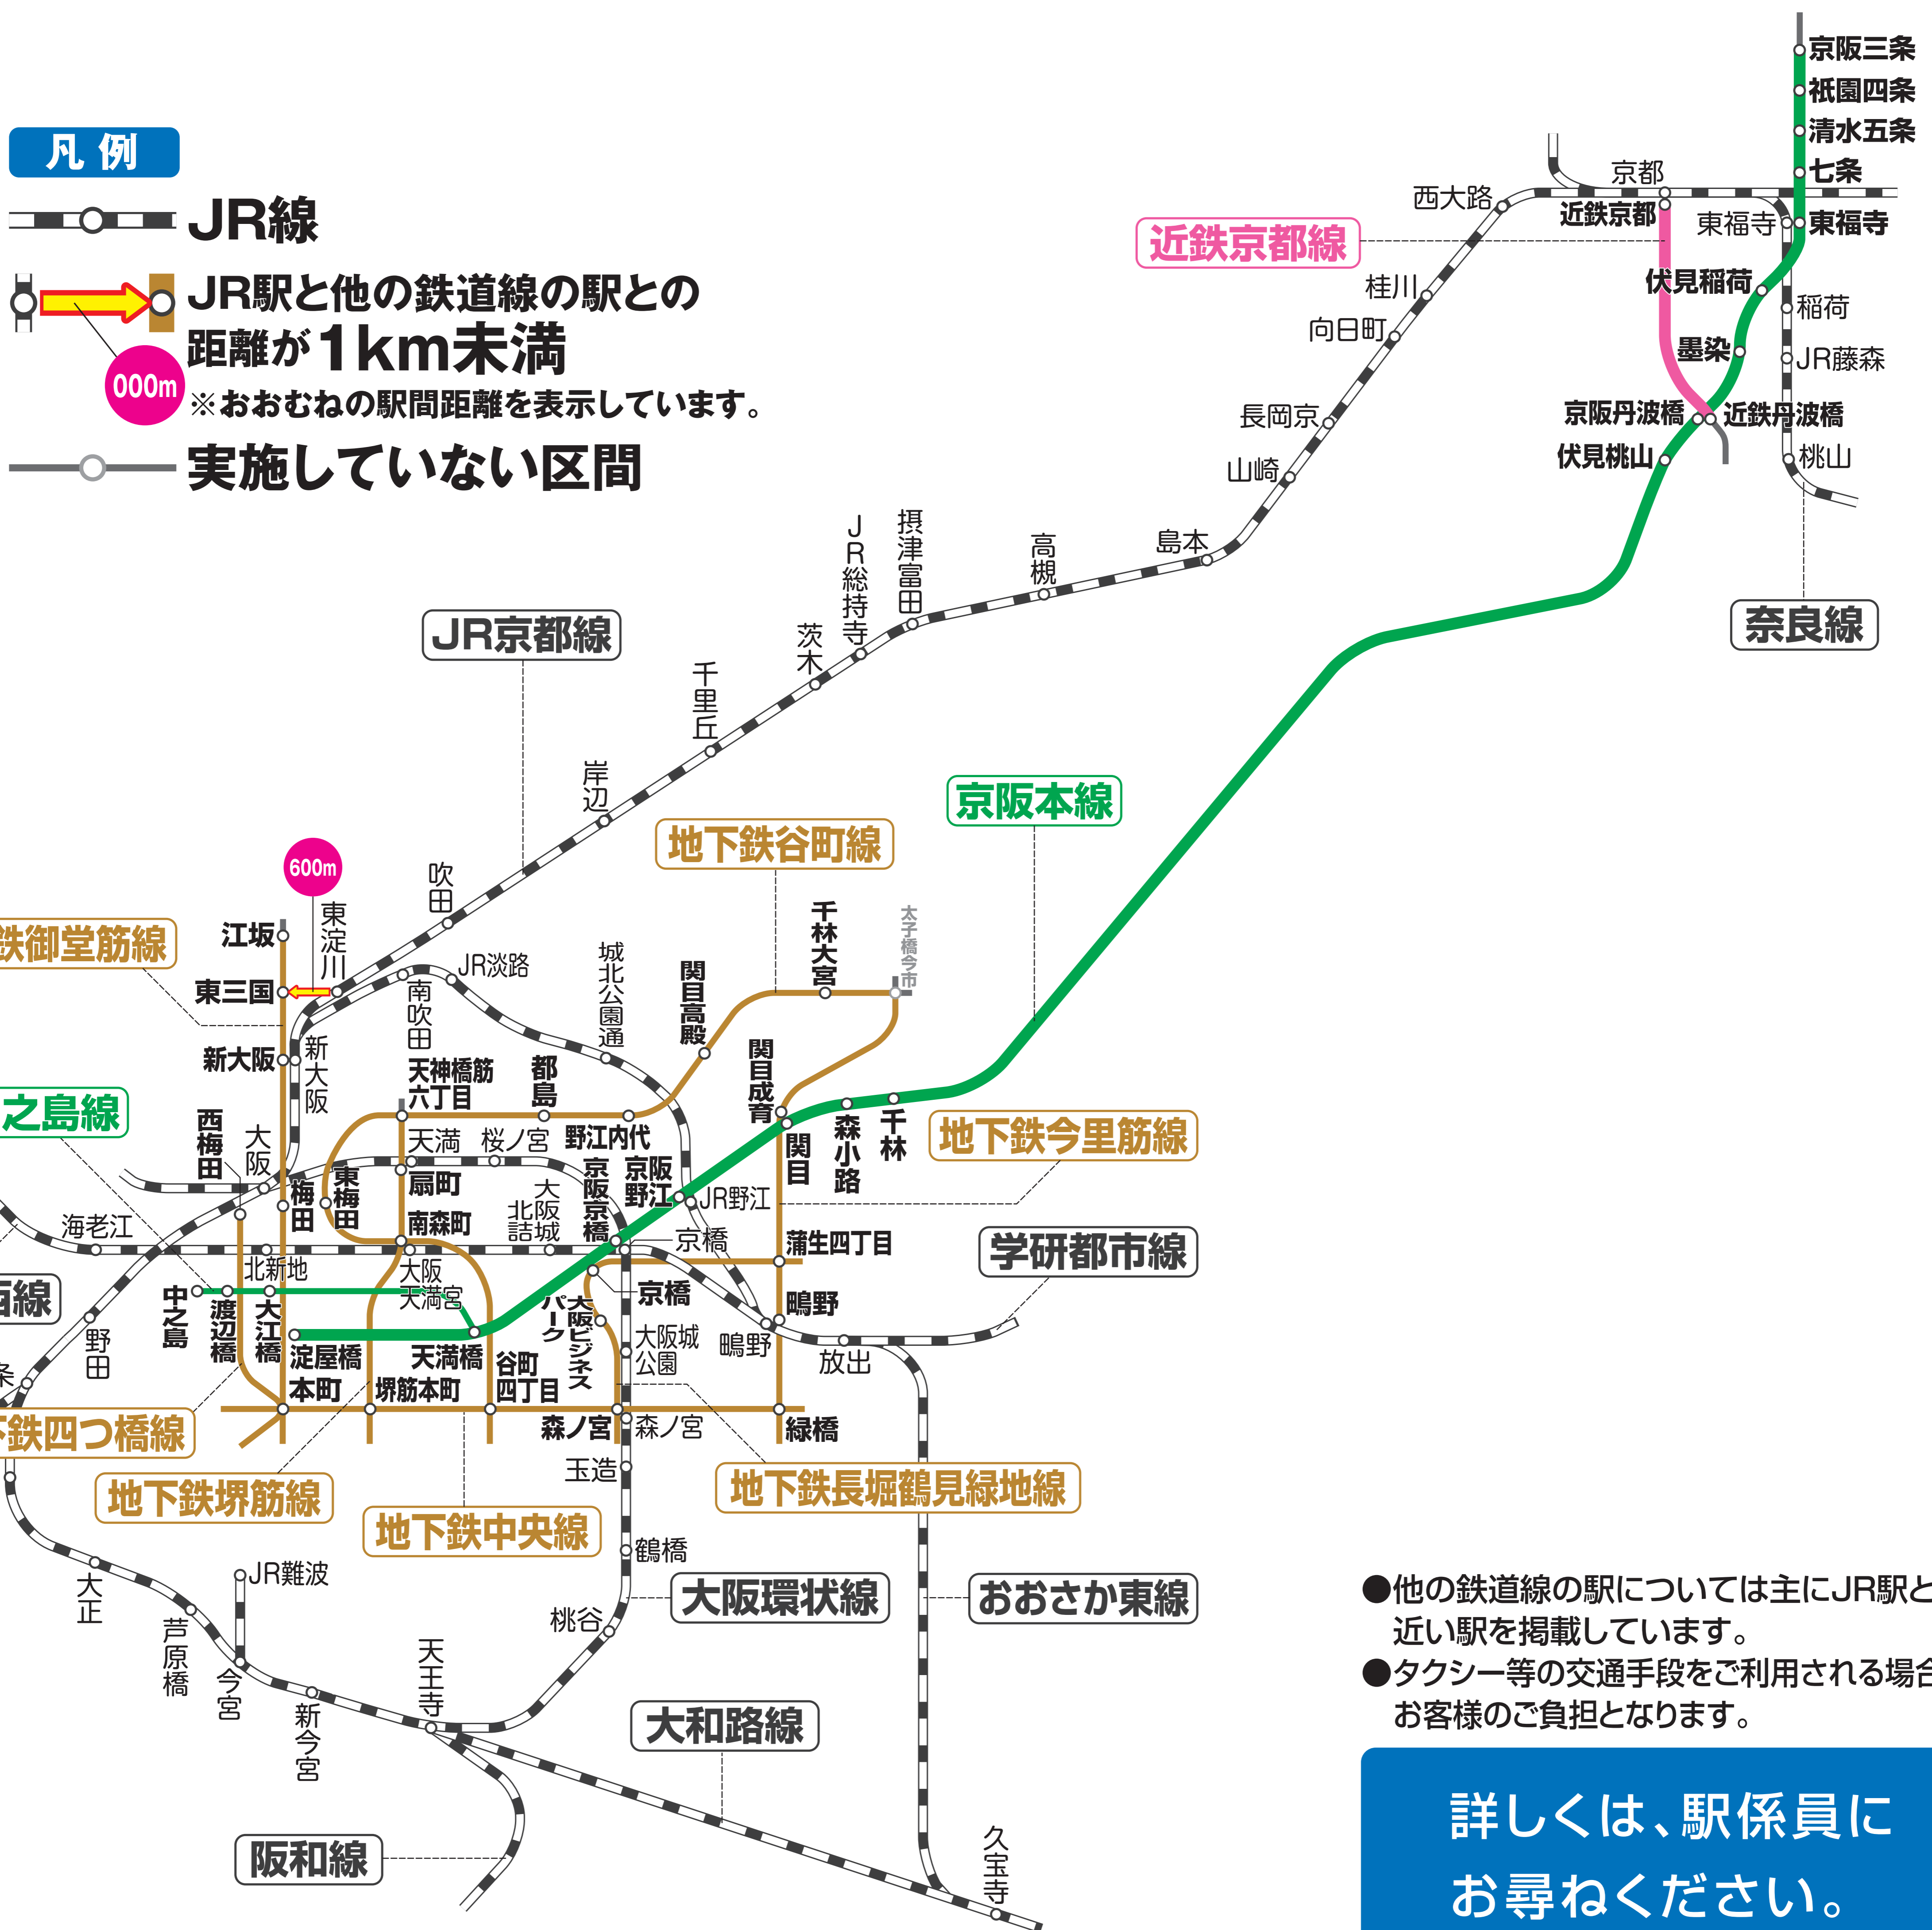 凡例
JR線
JR駅と他の鉄道線の駅との
距離が1km未満
000m
※おおむねの駅間距離を表示しています。
実施していない区間
京阪三条
祇園四条
清水五条
七条
京都
西大路
近鉄京都
東福寺
東福寺
近鉄京都線
伏見稲荷
桂川
稲荷
向日町
墨染
JR藤森
長岡京
京阪丹波橋
近鉄丹波橋
山崎
伏見桃山
桃山
島本
高槻
摂津富田
JR総持寺
奈良線
JR京都線
茨木
千里丘
岸辺
京阪本線
地下鉄谷町線
600m
吹田
東淀川
江坂
鉄御堂筋線
千林大宮
太子橋今市
城北公園通
JR淡路
関目高殿
東三国
南吹田
新大阪
新大阪
関目成育
天神橋筋
六丁目
都島
之島線
西梅田
大阪
天満
桜ノ宮
野江内代
関目
森小路
千林
地下鉄今里筋線
梅田
東梅田
扇町
京阪京橋
京阪
野江
JR野江
海老江
南森町
大阪城
北詰
京橋
蒲生四丁目
学研都市線
北新地
大阪
天満宮
西線
中之島
渡辺橋
大江橋
京橋
大阪ビジネス
パーク
鴫野
野田
淀屋橋
天満橋
谷町
四丁目
大阪城
公園
鴫野
放出
条
本町
堺筋本町
下鉄四つ橋線
森ノ宮
森ノ宮
緑橋
玉造
地下鉄堺筋線
地下鉄長堀鶴見緑地線
地下鉄中央線
鶴橋
大正
JR難波
大阪環状線
おおさか東線
芦原橋
今宮
桃谷
天王寺
新今宮
大和路線
阪和線
久宝寺
●他の鉄道線の駅については主にJR駅と
近い駅を掲載しています。
●タクシー等の交通手段をご利用される場合
お客様のご負担となります。
詳しくは、駅係員に
お尋ねください。